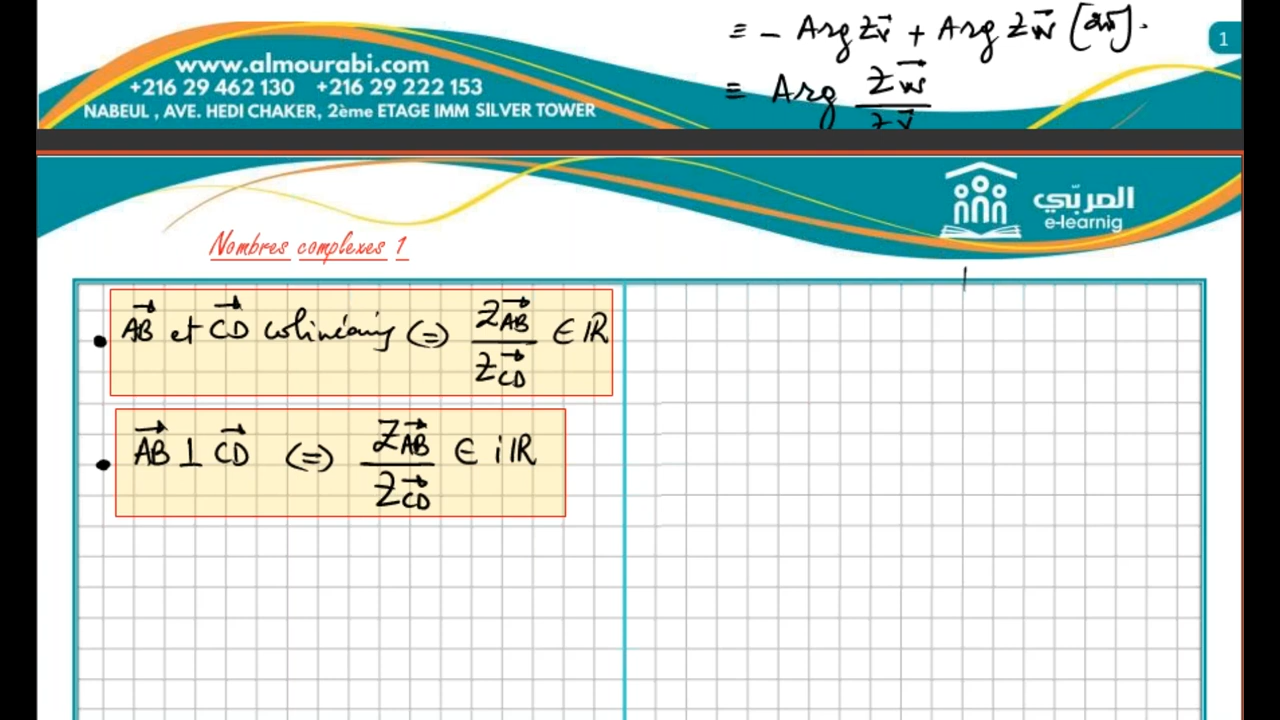 ≡ - Arg Z v⃗ + Arg Z w⃗ [2π].
1
≡ Arg Z w⃗ / Z v⃗
www.almourabi.com
+216 29 462 130 +216 29 222 153
NABEUL , AVE. HEDI CHAKER, 2ème ETAGE IMM SILVER TOWER
المربّي
e-learnig
Nombres complexes 1
• AB⃗ et CD⃗ colinéaires (=) Z AB⃗ / Z CD⃗ ∈ IR
• AB⃗ ⊥ CD⃗ (=) Z AB⃗ / Z CD⃗ ∈ i IR